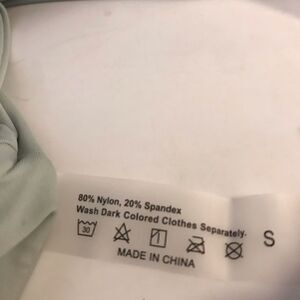 80% Nylon, 20% Spandex
Wash Dark Colored Clothes Separately.
30
S
MADE IN CHINA